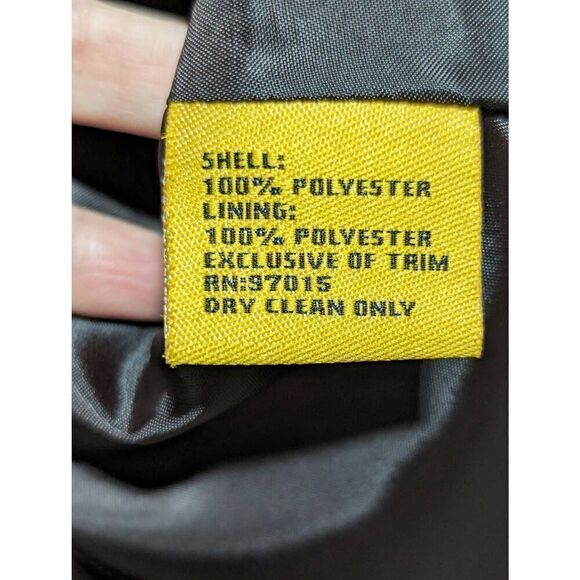 SHELL:
100% POLYESTER
LINING:
100% POLYESTER
EXCLUSIVE OF TRIM
RN:97015
DRY CLEAN ONLY